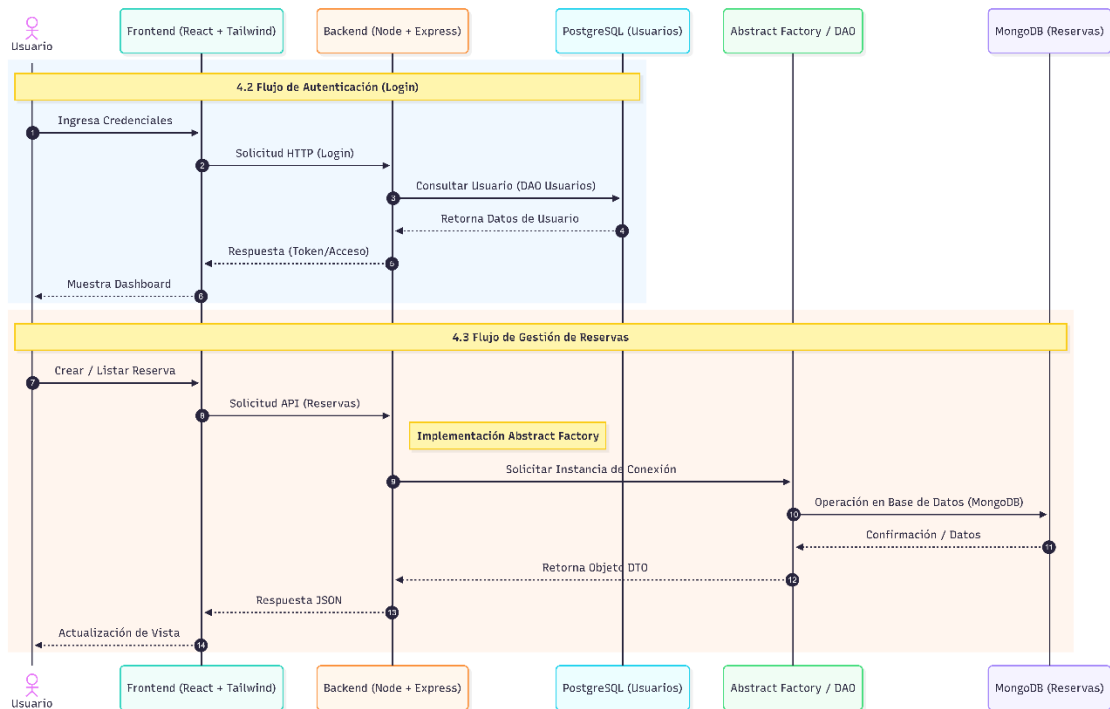 Usuario
Frontend (React + Tailwind)
Backend (Node + Express)
PostgreSQL (Usuarios)
Abstract Factory / DAO
MongoDB (Reservas)
4.2 Flujo de Autenticación (Login)
Ingresa Credenciales
1
Solicitud HTTP (Login)
2
Consultar Usuario (DAO Usuarios)
3
Retorna Datos de Usuario
4
Respuesta (Token/Acceso)
5
Muestra Dashboard
6
4.3 Flujo de Gestión de Reservas
Crear / Listar Reserva
7
Solicitud API (Reservas)
8
Implementación Abstract Factory
Solicitar Instancia de Conexión
9
Operación en Base de Datos (MongoDB)
10
Confirmación / Datos
11
Retorna Objeto DTO
12
Respuesta JSON
13
Actualización de Vista
14
Usuario
Frontend (React + Tailwind)
Backend (Node + Express)
PostgreSQL (Usuarios)
Abstract Factory / DAO
MongoDB (Reservas)